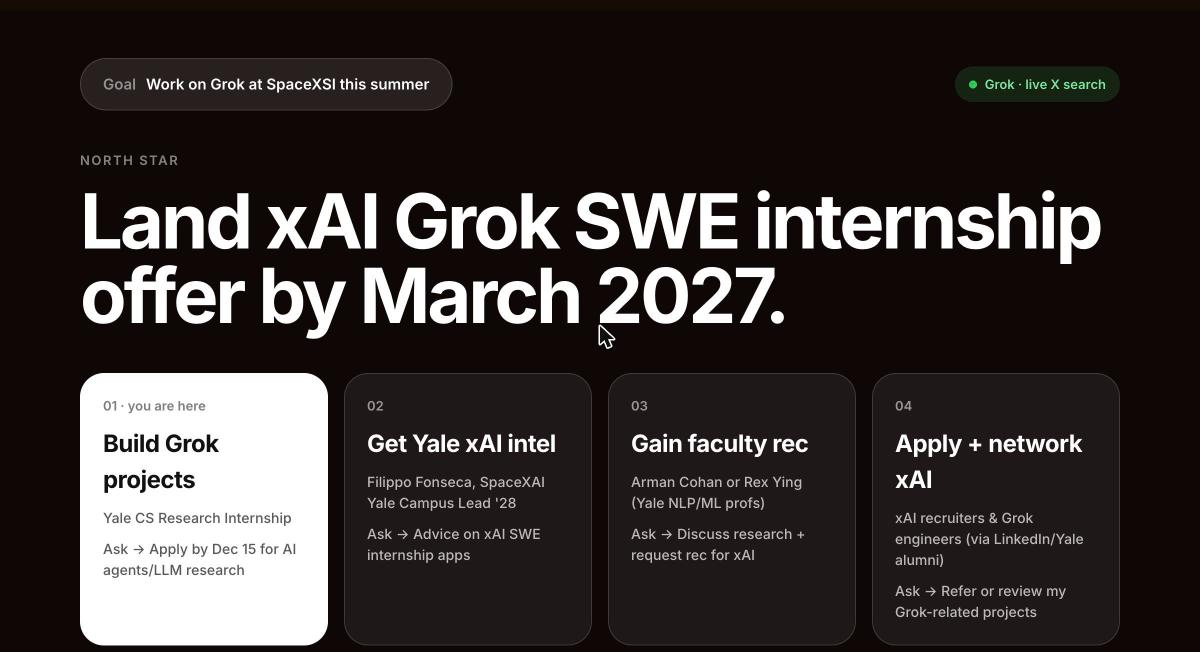 Goal Work on Grok at SpaceXSI this summer
Grok · live X search
NORTH STAR
Land xAI Grok SWE internship
offer by March 2027.
01 · you are here
Build Grok
projects
Yale CS Research Internship
Ask → Apply by Dec 15 for AI
agents/LLM research
02
Get Yale xAI intel
Filippo Fonseca, SpaceXAI
Yale Campus Lead '28
Ask → Advice on xAI SWE
internship apps
03
Gain faculty rec
Arman Cohan or Rex Ying
(Yale NLP/ML profs)
Ask → Discuss research +
request rec for xAI
04
Apply + network
xAI
xAI recruiters & Grok
engineers (via LinkedIn/Yale
alumni)
Ask → Refer or review my
Grok-related projects